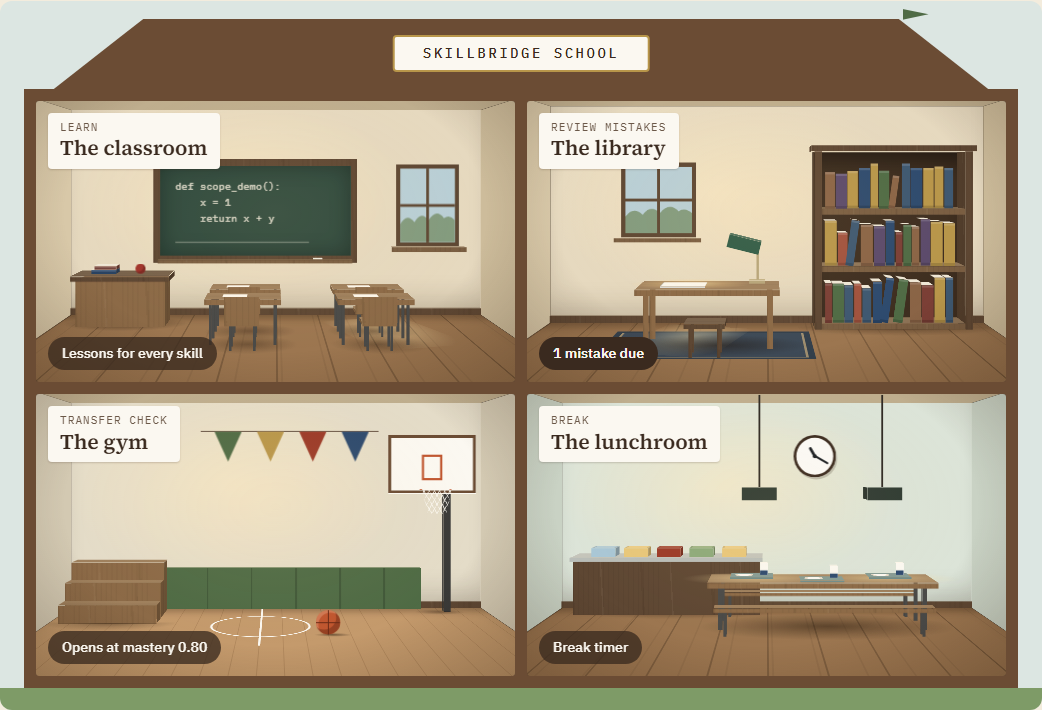 SKILLBRIDGE SCHOOL
LEARN
The classroom
def scope_demo():
    x = 1
    return x + y
Lessons for every skill
REVIEW MISTAKES
The library
1 mistake due
TRANSFER CHECK
The gym
Opens at mastery 0.80
BREAK
The lunchroom
Break timer